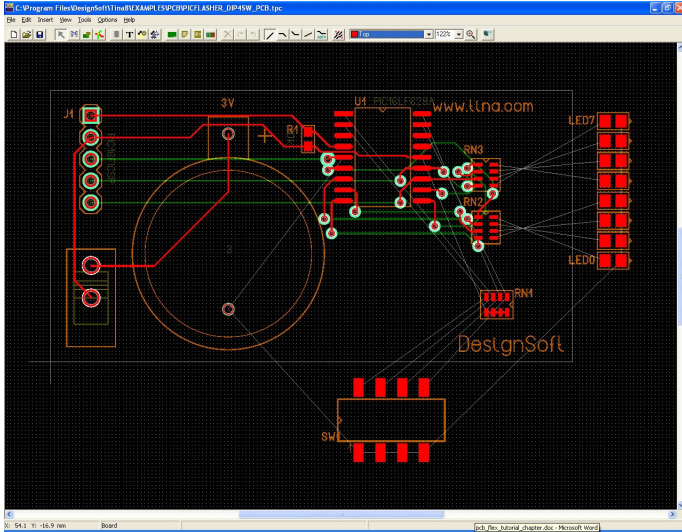 C:\Program Files\DesignSoft\Tina8\EXAMPLES\PCB\PICFLASHER_DIP4SW_PCB.tpc
File Edit Insert View Tools Options Help
T Top 122%
U1 PIC16LF628A
www.tina.com
J1
3V
R1
LED7
RN3
RN2
LED0
RN1
DesignSoft
SW
X: 54.1 Y: -16.9 mm Board
pcb_flex_tutorial_chapter.doc - Microsoft Word